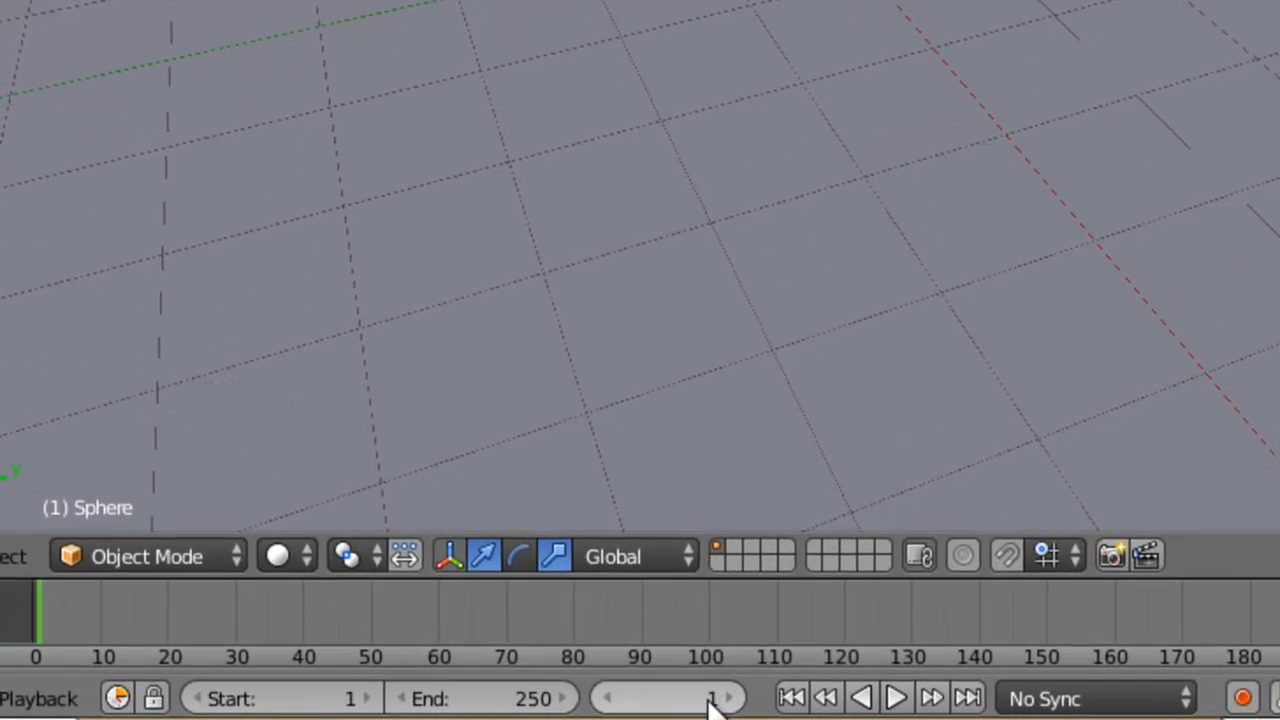 y
(1) Sphere
ect Object Mode Global
0 10 20 30 40 50 60 70 80 90 100 110 120 130 140 150 160 170 180
Playback Start: 1 End: 250 1 No Sync